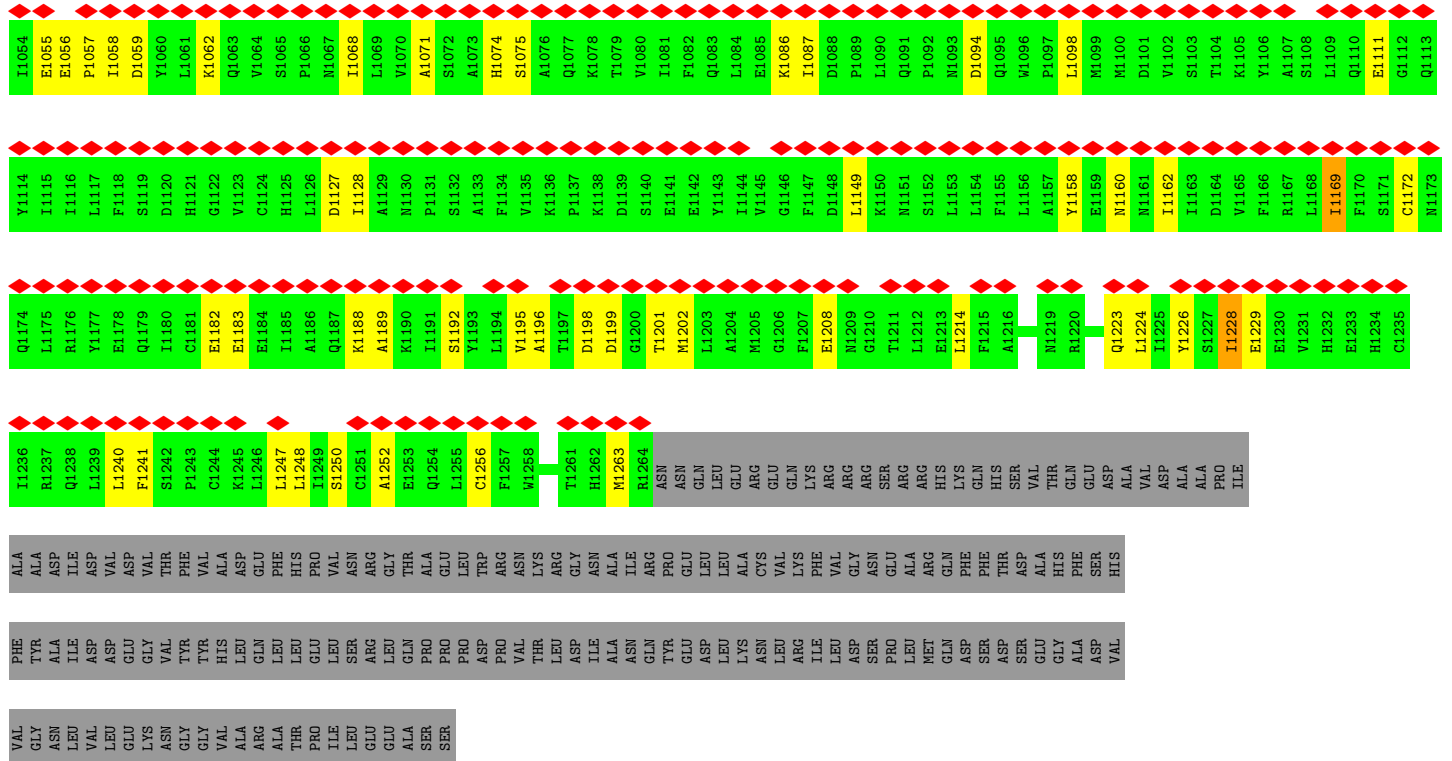 I1054 E1055 E1056 P1057 I1058 D1059 Y1060 L1061 K1062 Q1063 V1064 S1065 P1066 N1067 I1068 L1069 V1070 A1071 S1072 A1073 H1074 S1075 A1076 Q1077 K1078 T1079 V1080 I1081 F1082 Q1083 L1084 E1085 K1086 I1087 D1088 P1089 L1090 Q1091 P1092 N1093 D1094 Q1095 W1096 P1097 L1098 M1099 M1100 D1101 V1102 S1103 T1104 K1105 Y1106 A1107 S1108 L1109 Q1110 E1111 G1112 Q1113
Y1114 I1115 I1116 L1117 F1118 S1119 D1120 H1121 G1122 V1123 C1124 H1125 L1126 D1127 I1128 A1129 N1130 P1131 S1132 A1133 F1134 V1135 K1136 P1137 K1138 D1139 S1140 E1141 E1142 Y1143 I1144 V1145 G1146 F1147 D1148 L1149 K1150 N1151 S1152 L1153 L1154 F1155 L1156 A1157 Y1158 E1159 N1160 N1161 I1162 I1163 D1164 V1165 F1166 R1167 L1168 I1169 F1170 S1171 C1172 N1173
Q1174 L1175 R1176 Y1177 E1178 Q1179 I1180 C1181 E1182 E1183 E1184 I1185 A1186 Q1187 K1188 A1189 K1190 I1191 S1192 Y1193 L1194 V1195 A1196 T1197 D1198 D1199 G1200 T1201 M1202 L1203 A1204 M1205 G1206 F1207 E1208 N1209 G1210 T1211 L1212 E1213 L1214 F1215 A1216 N1219 R1220 Q1223 L1224 I1225 Y1226 S1227 I1228 E1229 E1230 V1231 H1232 E1233 H1234 C1235
I1236 R1237 Q1238 L1239 L1240 F1241 S1242 P1243 C1244 K1245 L1246 L1247 L1248 I1249 S1250 C1251 A1252 E1253 Q1254 L1255 C1256 F1257 W1258 T1261 H1262 M1263 R1264 ASN ASN GLN LEU GLU ARG GLU GLN LYS ARG ARG ARG SER ARG ARG HIS LYS GLN HIS SER VAL THR GLN GLU ASP ALA VAL ASP ALA ALA PRO ILE
ALA ALA ASP ILE ASP VAL ASP VAL THR PHE VAL ALA ASP GLU PHE HIS PRO VAL ASN ARG GLY THR ALA GLU LEU TRP ARG ASN LYS ARG GLY ASN ALA ILE ARG PRO GLU LEU LEU ALA CYS VAL LYS PHE VAL GLY ASN GLU ALA ARG GLN PHE PHE THR ASP ALA HIS PHE SER HIS
PHE TYR ALA ILE ASP ASP GLU GLY VAL TYR TYR HIS LEU GLN LEU LEU GLU LEU SER ARG LEU GLN PRO PRO PRO ASP PRO VAL THR LEU ASP ILE ALA ASN GLN TYR GLU ASP LEU LYS ASN LEU ARG ILE LEU ASP SER PRO LEU MET GLN ASP SER ASP SER GLU GLY ALA ASP VAL
VAL GLY ASN LEU VAL LEU GLU LYS ASN GLY GLY VAL ALA ARG ALA THR PRO ILE LEU GLU GLU ALA SER SER